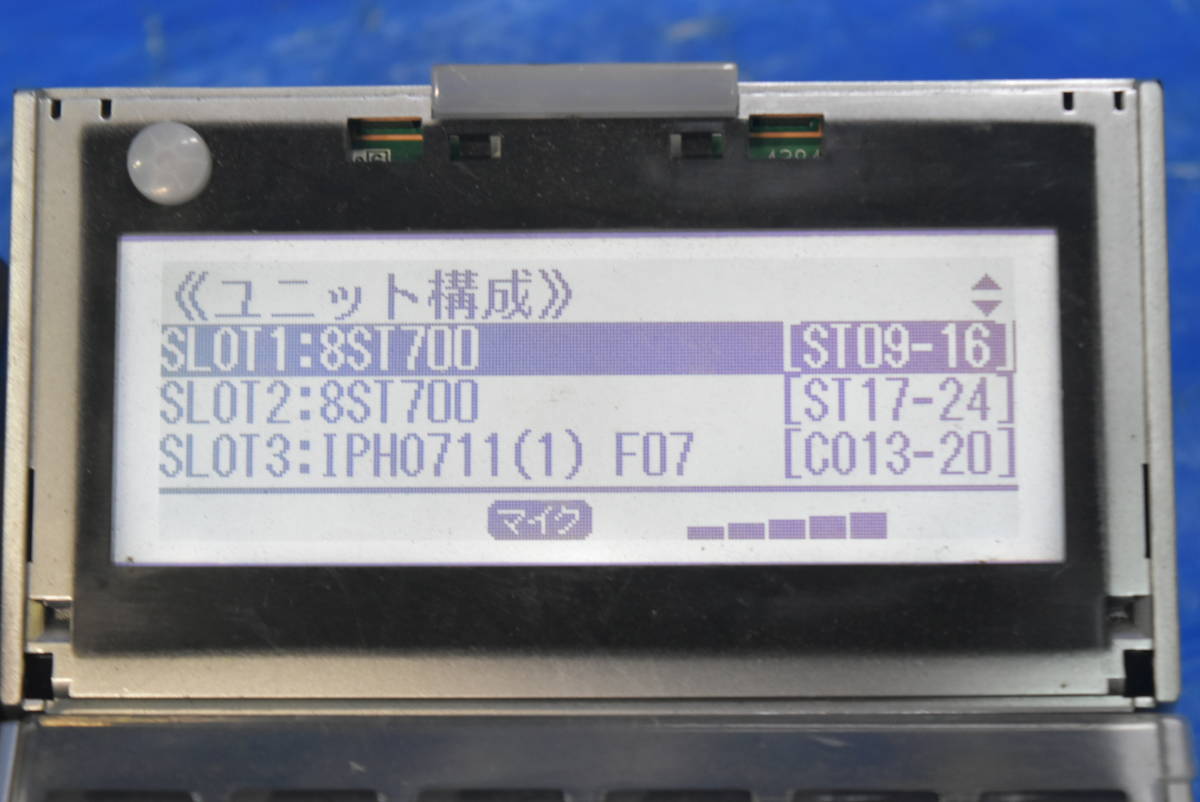 《ユニット構成》
SLOT1:8ST700 [ST09-16]
SLOT2:8ST700 [ST17-24]
SLOT3:IPH0711(1) F07 [CO13-20]
マイク